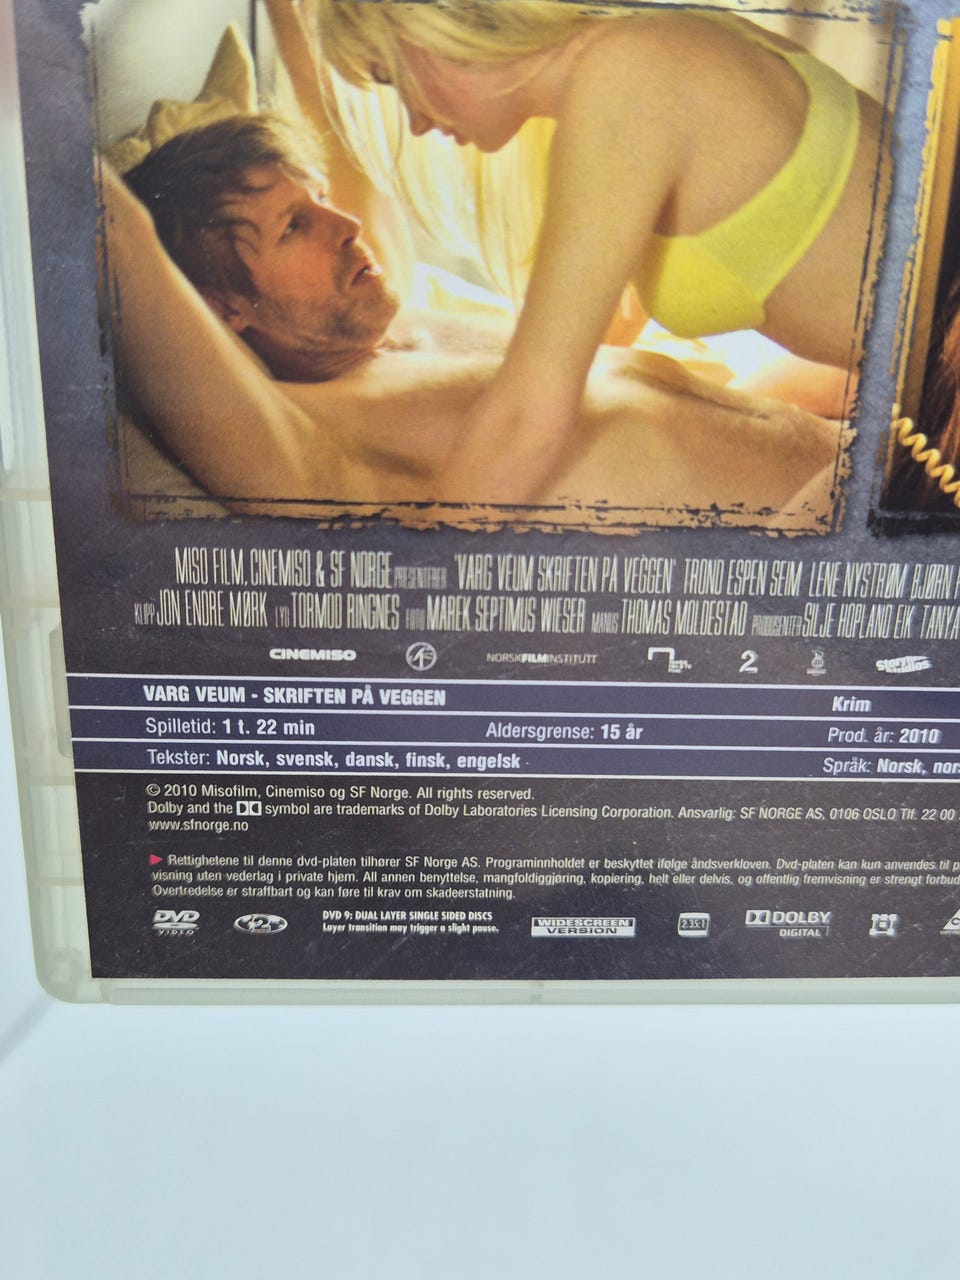 MISO FILM, CINEMISO & SF NORGE PRESENTERER 'VARG VEUM SKRIFTEN PÅ VEGGEN' TROND ESPEN SEIM LENE NYSTRØM BJØRN
KLIPP JON ENDRE MØRK LYD TORMOD RINGNES FOTO MAREK SEPTIMUS WIESER MANUS THOMAS MOLDESTAD PRODUSENTER SILJE HOPLAND EIK TANYA
CINEMISO NORSKFILMINSTITUTT 2
VARG VEUM - SKRIFTEN PÅ VEGGEN Krim
Spilletid: 1 t. 22 min Aldersgrense: 15 år Prod. år: 2010
Tekster: Norsk, svensk, dansk, finsk, engelsk Språk: Norsk, nors
© 2010 Misofilm, Cinemiso og SF Norge. All rights reserved.
Dolby and the symbol are trademarks of Dolby Laboratories Licensing Corporation. Ansvarlig: SF NORGE AS, 0106 OSLO Tlf. 22 00
www.sfnorge.no
Rettighetene til denne dvd-platen tilhører SF Norge AS. Programinnholdet er beskyttet ifølge åndsverkloven. Dvd-platen kan kun anvendes til p
visning uten vederlag i private hjem. All annen benyttelse, mangfoldiggjøring, kopiering, helt eller delvis, og offentlig fremvisning er strengt forbud
Overtredelse er straffbart og kan føre til krav om skadeerstatning.
DVD VIDEO 2 DVD 9: DUAL LAYER SINGLE SIDED DISCS WIDESCREEN VERSION 2.35:1 DOLBY DIGITAL
Layer transition may trigger a slight pause.